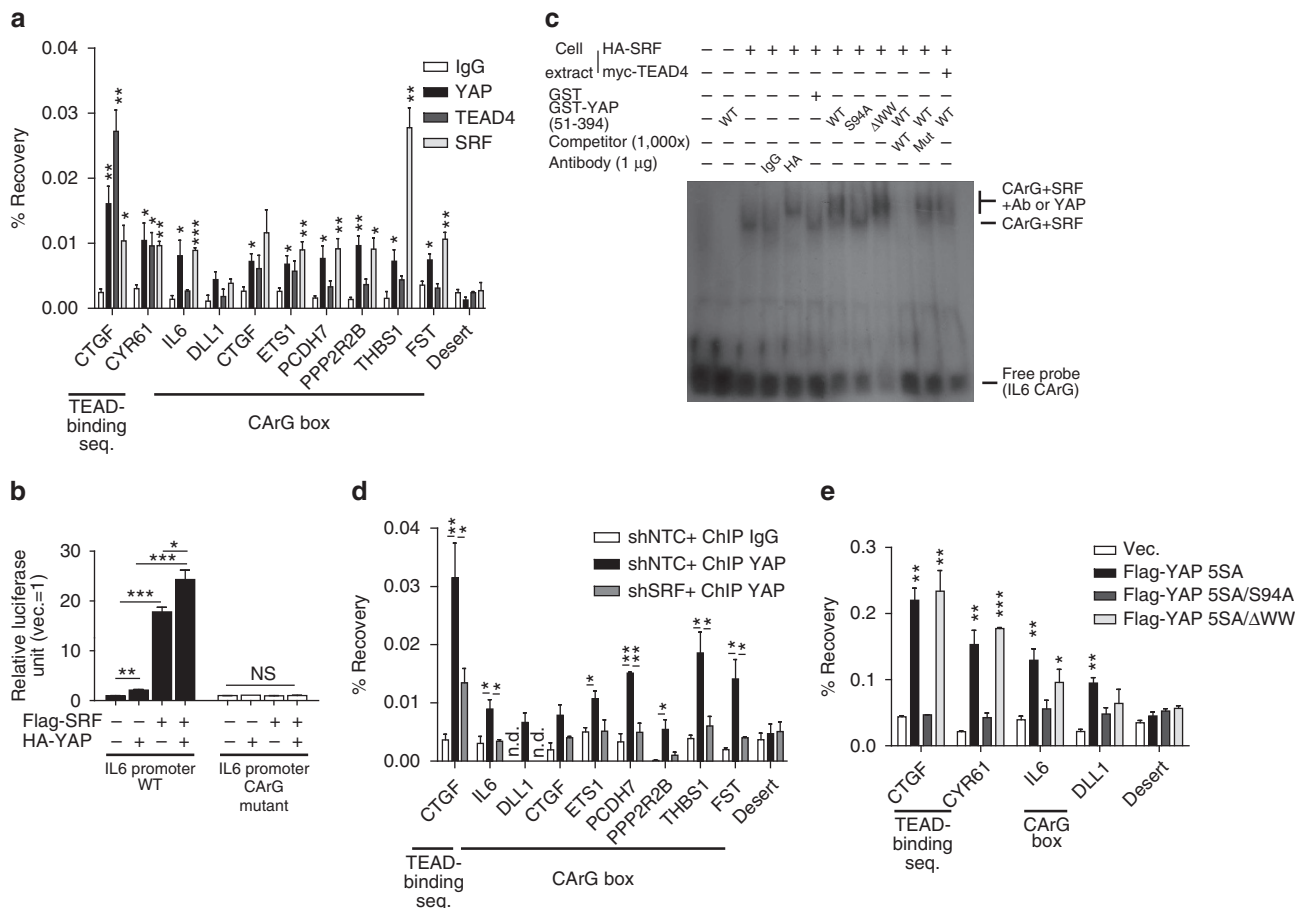 a
0.04
0.03
0.02
0.01
0.00
% Recovery
IgG
YAP
TEAD4
SRF
** ** * * * ** * *** * * ** * ** ** * * ** * **
CTGF CYR61 IL6 DLL1 CTGF ETS1 PCDH7 PPP2R2B THBS1 FST Desert
TEAD-
binding
seq.
CArG box
c
Cell HA-SRF – – + + + + + + + + + +
extract myc-TEAD4 – – – – – – – – – – – +
GST – – – – – + – – – – – –
GST-YAP
(51-394) – WT – – – – WT S94A ΔWW WT WT WT
Competitor (1,000x) – – – – – – – – – WT Mut –
Antibody (1 µg) – – – IgG HA – – – – – – –
CArG+SRF
+Ab or YAP
CArG+SRF
Free probe
(IL6 CArG)
b
30
20
10
0
Relative luciferase
unit (vec.=1)
**
***
***
*
NS
Flag-SRF – – + + – – + +
HA-YAP – + – + – + – +
IL6 promoter
WT
IL6 promoter
CArG
mutant
d
0.04
0.03
0.02
0.01
0.00
% Recovery
shNTC+ ChIP IgG
shNTC+ ChIP YAP
shSRF+ ChIP YAP
** * * * n.d. n.d. * ** ** * * * * *
CTGF IL6 DLL1 CTGF ETS1 PCDH7 PPP2R2B THBS1 FST Desert
TEAD-
binding
seq.
CArG box
e
0.3
0.2
0.1
0.0
% Recovery
Vec.
Flag-YAP 5SA
Flag-YAP 5SA/S94A
Flag-YAP 5SA/ΔWW
** ** ** *** ** * **
CTGF CYR61 IL6 DLL1 Desert
TEAD-
binding
seq.
CArG
box